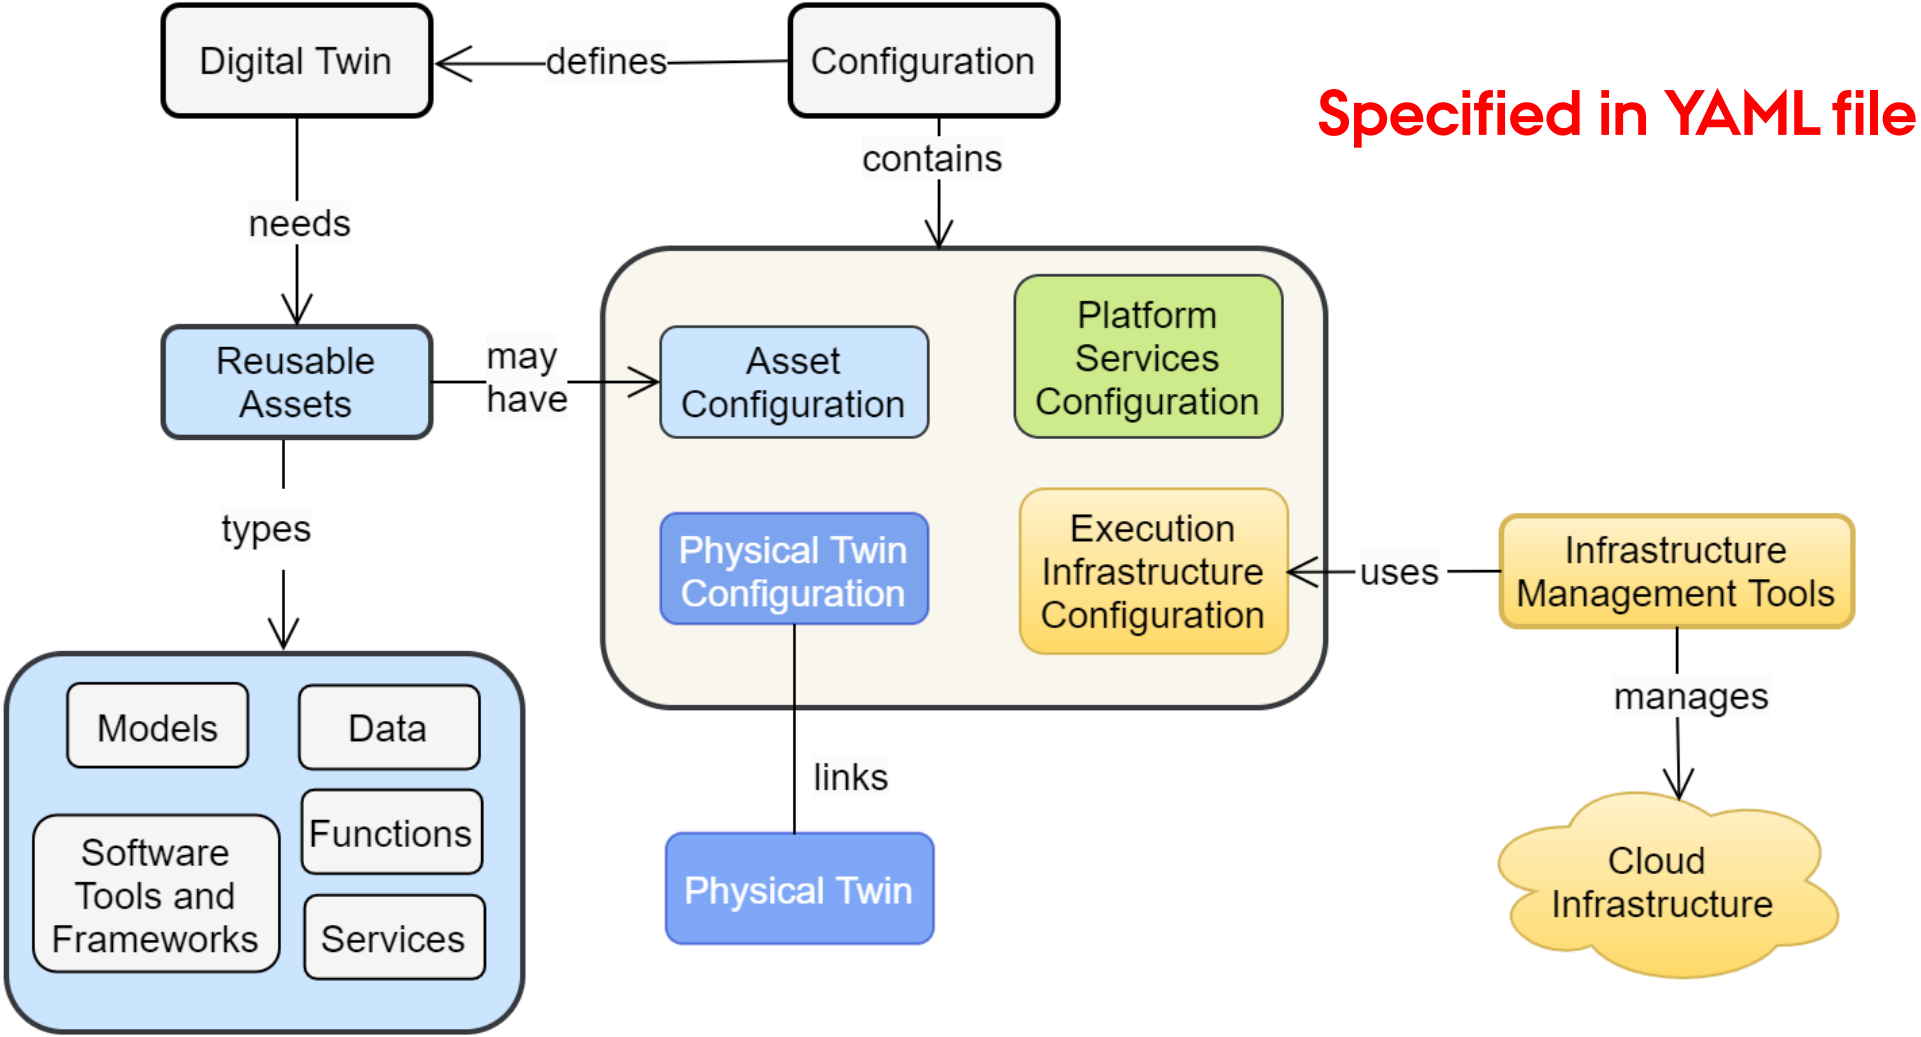 Digital Twin
defines
Configuration
Specified in YAML file
contains
needs
Reusable
Assets
may
have
Asset
Configuration
Platform
Services
Configuration
types
Physical Twin
Configuration
Execution
Infrastructure
Configuration
uses
Infrastructure
Management Tools
manages
Models
Data
Functions
Software
Tools and
Frameworks
Services
links
Physical Twin
Cloud
Infrastructure